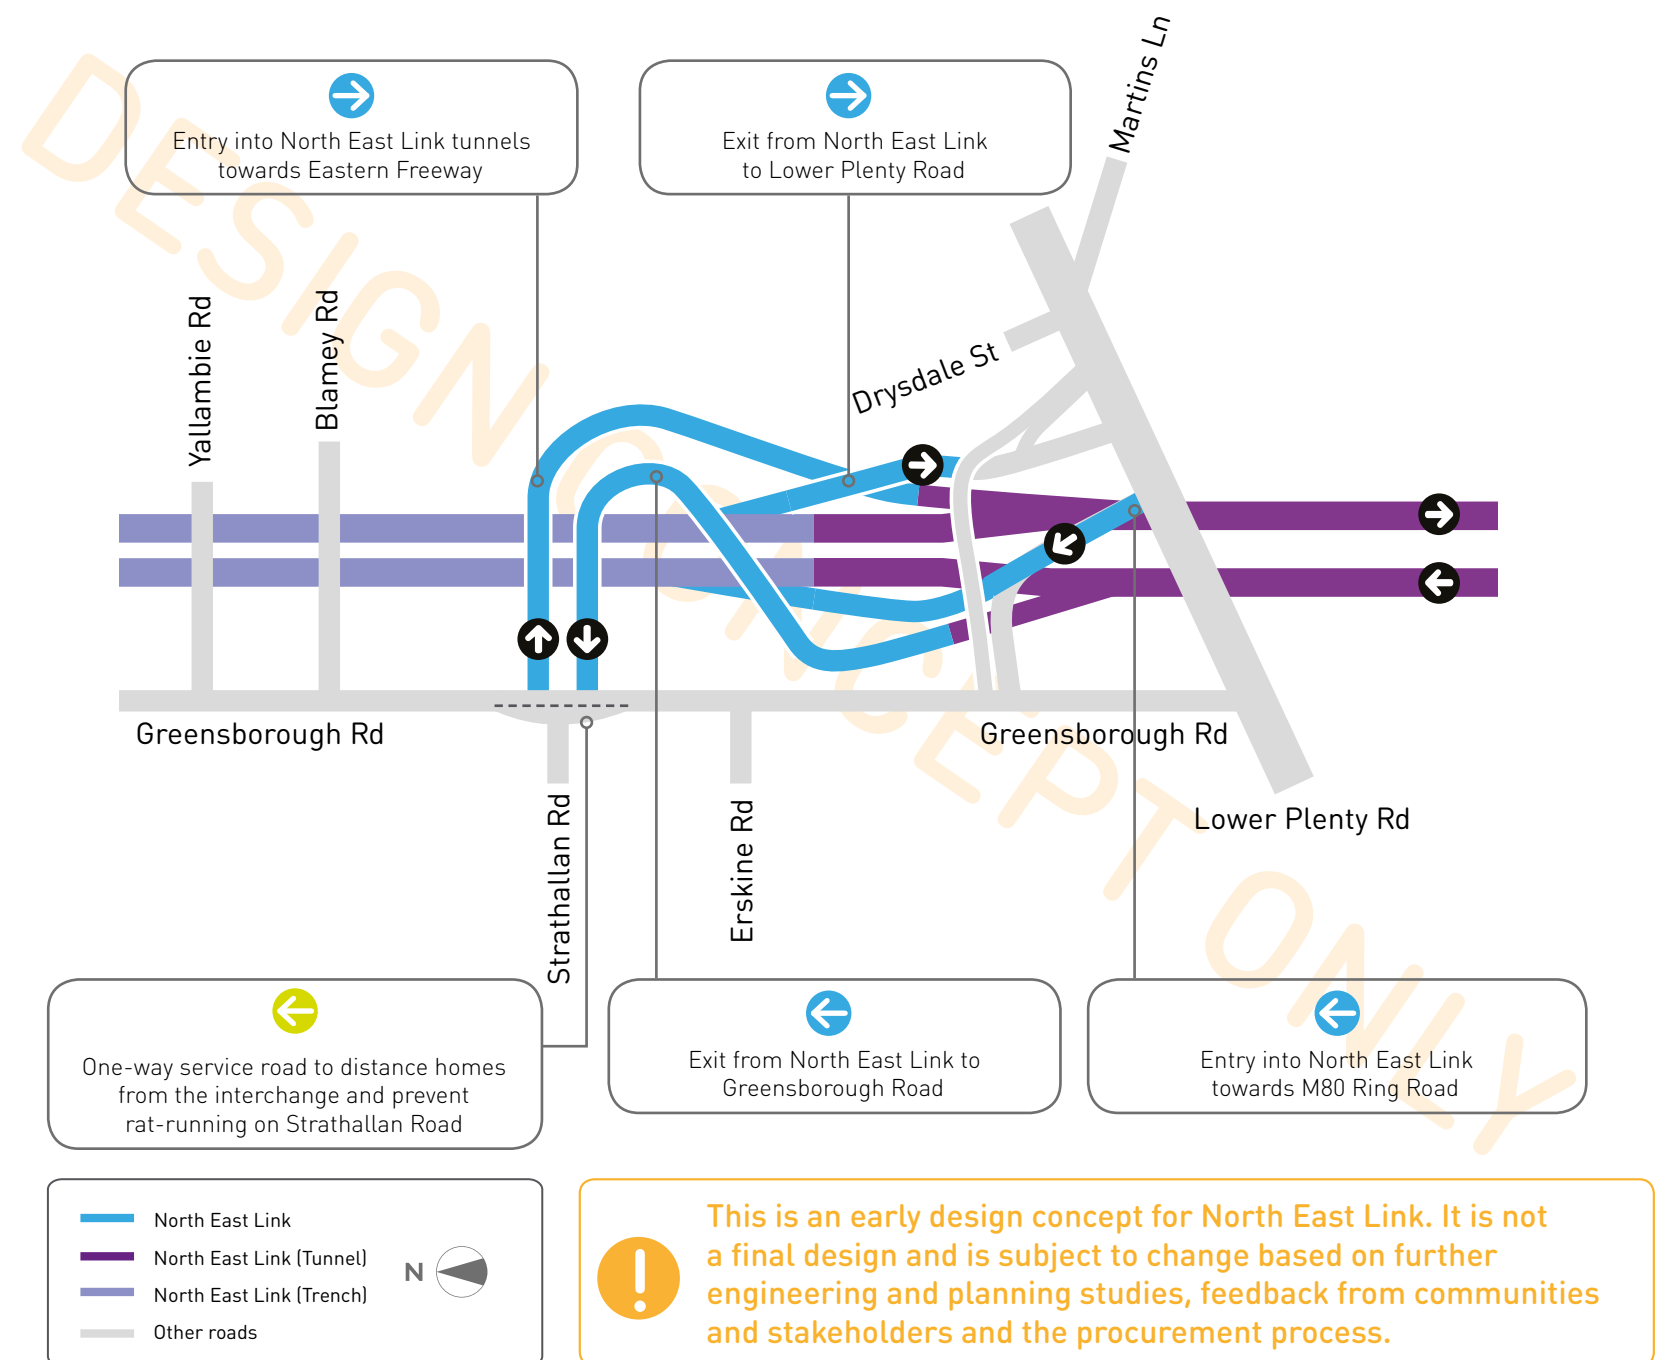 DESIGN CONCEPT ONLY
Entry into North East Link tunnels
towards Eastern Freeway
Exit from North East Link
to Lower Plenty Road
Martins Ln
Yallambie Rd
Blamey Rd
Drysdale St
Greensborough Rd
Greensborough Rd
Strathallan Rd
Erskine Rd
Lower Plenty Rd
One-way service road to distance homes
from the interchange and prevent
rat-running on Strathallan Road
Exit from North East Link to
Greensborough Road
Entry into North East Link
towards M80 Ring Road
North East Link
North East Link (Tunnel)
North East Link (Trench)
Other roads
N
This is an early design concept for North East Link. It is not
a final design and is subject to change based on further
engineering and planning studies, feedback from communities
and stakeholders and the procurement process.